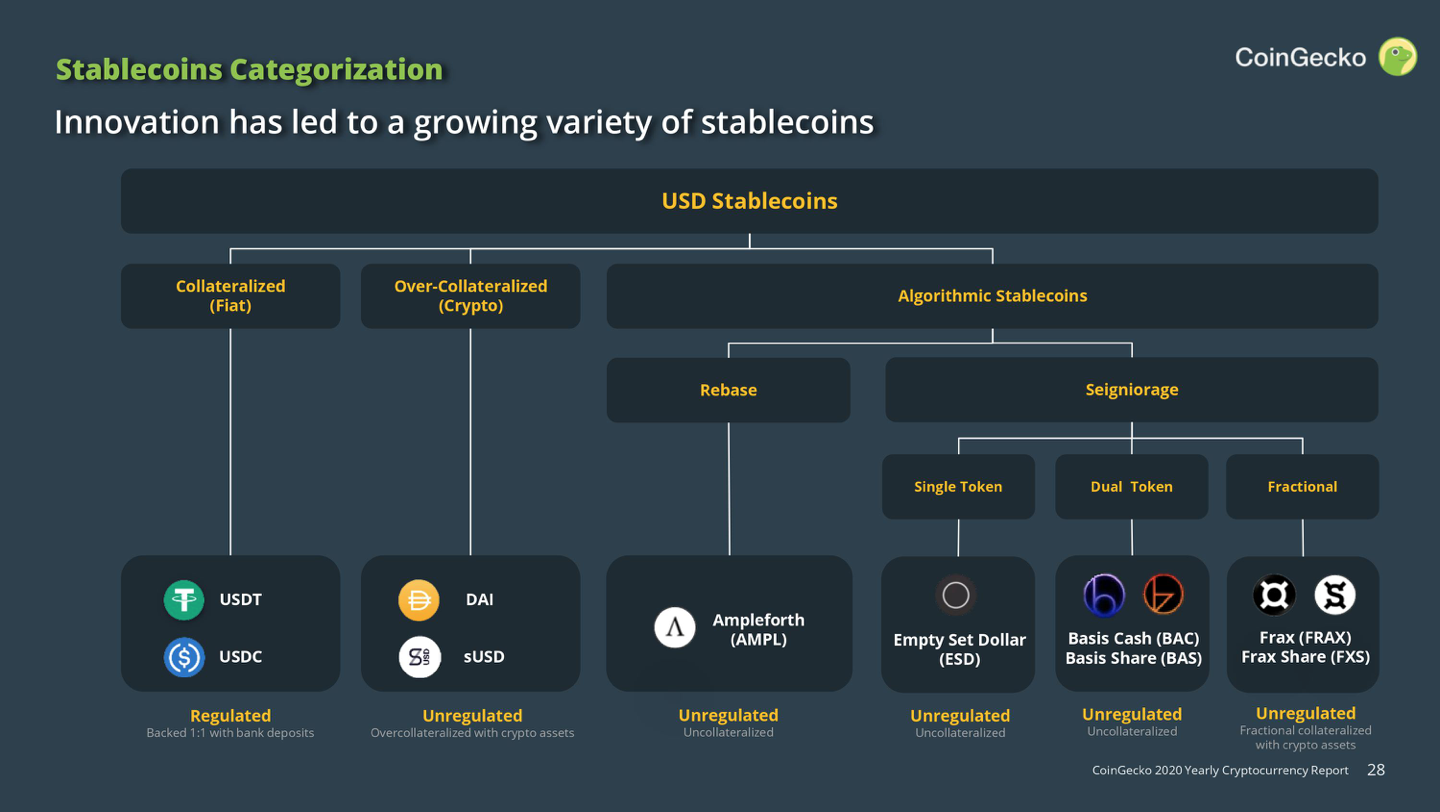 Stablecoins Categorization
CoinGecko
Innovation has led to a growing variety of stablecoins
USD Stablecoins
Collateralized
(Fiat)
Over-Collateralized
(Crypto)
Algorithmic Stablecoins
Rebase
Seigniorage
Single Token
Dual Token
Fractional
USDT
USDC
DAI
sUSD
USD
Ampleforth
(AMPL)
Empty Set Dollar
(ESD)
Basis Cash (BAC)
Basis Share (BAS)
Frax (FRAX)
Frax Share (FXS)
Regulated
Backed 1:1 with bank deposits
Unregulated
Overcollateralized with crypto assets
Unregulated
Uncollateralized
Unregulated
Uncollateralized
Unregulated
Uncollateralized
Unregulated
Fractional collateralized
with crypto assets
CoinGecko 2020 Yearly Cryptocurrency Report 28